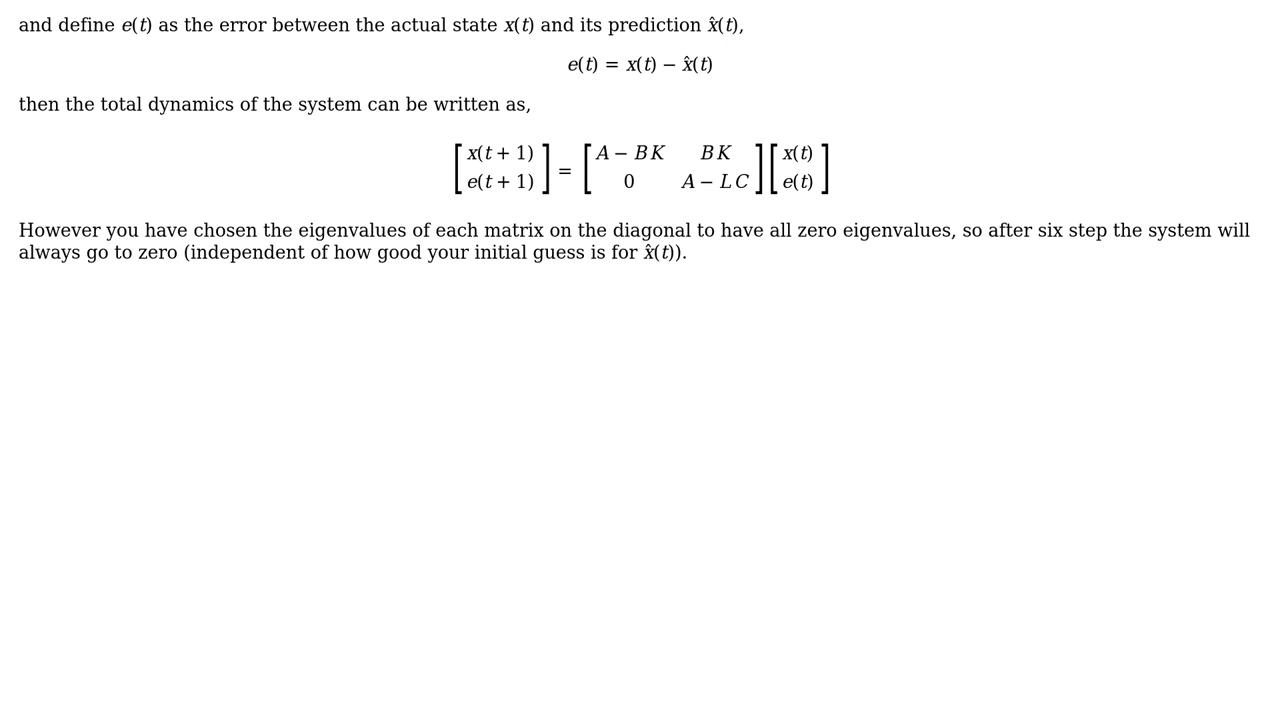 and define e(t) as the error between the actual state x(t) and its prediction x̂(t),
e(t) = x(t) − x̂(t)
then the total dynamics of the system can be written as,
[x(t + 1) e(t + 1)] = [A − BK BK 0 A − LC] [x(t) e(t)]
However you have chosen the eigenvalues of each matrix on the diagonal to have all zero eigenvalues, so after six step the system will
always go to zero (independent of how good your initial guess is for x̂(t)).